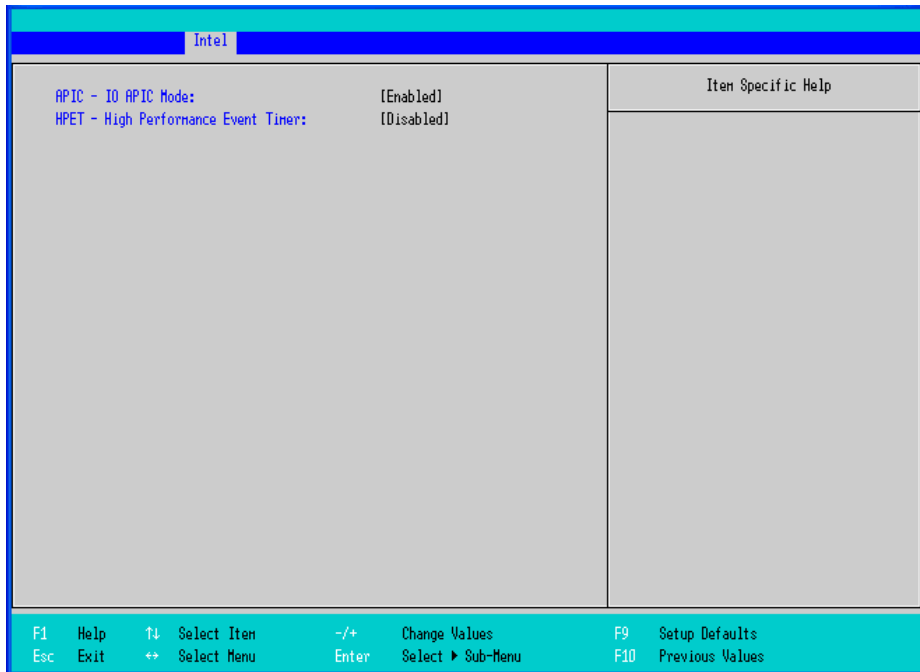 Intel
APIC - IO APIC Mode: [Enabled]
HPET - High Performance Event Timer: [Disabled]
Item Specific Help
F1 Help ↑↓ Select Item -/+ Change Values F9 Setup Defaults
Esc Exit ↔ Select Menu Enter Select ▶ Sub-Menu F10 Previous Values